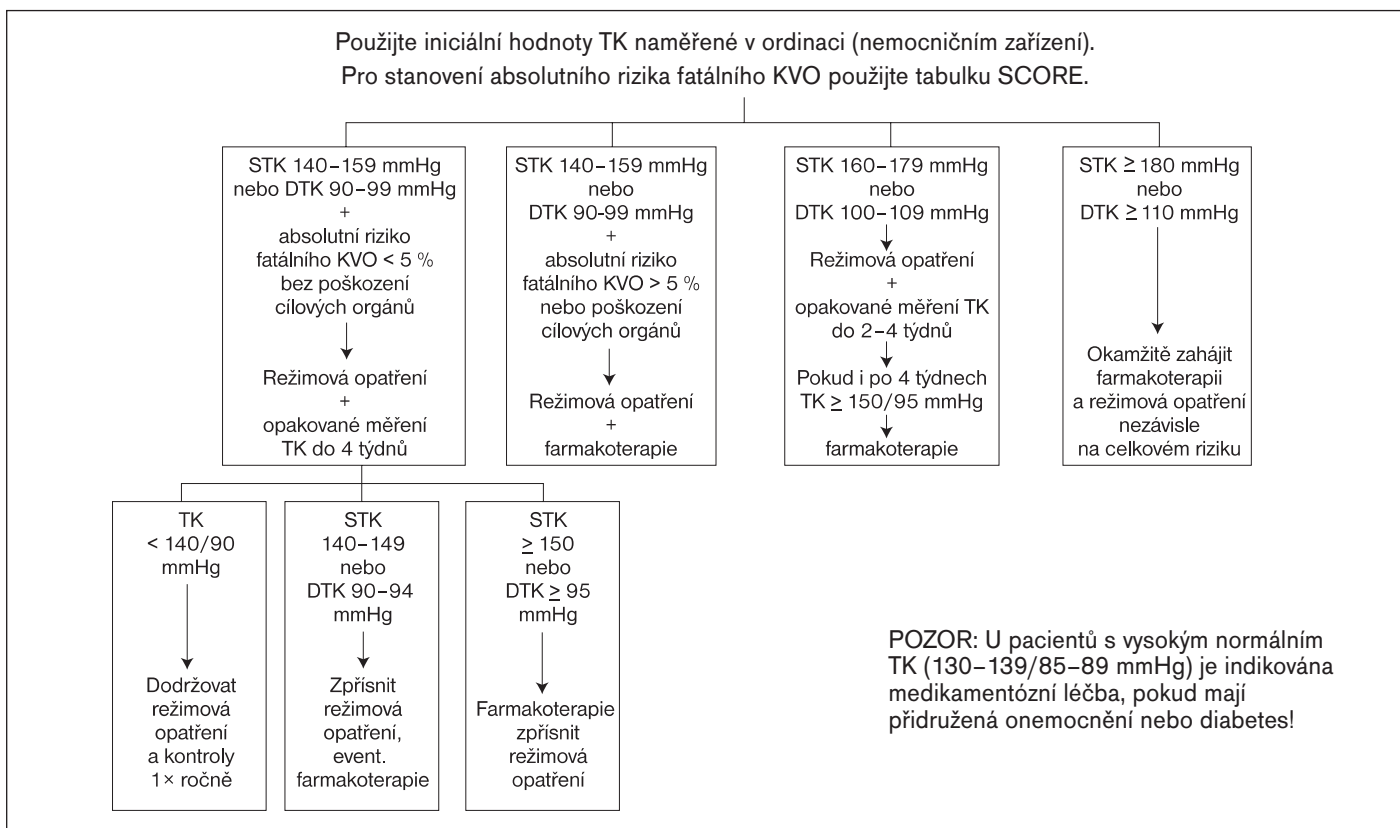 Použijte iniciální hodnoty TK naměřené v ordinaci (nemocničním zařízení).
Pro stanovení absolutního rizika fatálního KVO použijte tabulku SCORE.
STK 140–159 mmHg
nebo DTK 90–99 mmHg
+
absolutní riziko
fatálního KVO < 5 %
bez poškození
cílových orgánů
Režimová opatření
+
opakované měření
TK do 4 týdnů
STK 140–159 mmHg
nebo
DTK 90-99 mmHg
+
absolutní riziko
fatálního KVO > 5 %
nebo poškození
cílových orgánů
Režimová opatření
+
farmakoterapie
STK 160–179 mmHg
nebo
DTK 100–109 mmHg
Režimová opatření
+
opakované měření TK
do 2–4 týdnů
Pokud i po 4 týdnech
TK ≥ 150/95 mmHg
farmakoterapie
STK ≥ 180 mmHg
nebo
DTK ≥ 110 mmHg
Okamžitě zahájit
farmakoterapii
a režimová opatření
nezávisle
na celkovém riziku
TK
< 140/90
mmHg
Dodržovat
režimová
opatření
a kontroly
1× ročně
STK
140–149
nebo
DTK 90–94
mmHg
Zpřísnit
režimová
opatření,
event.
farmakoterapie
STK
≥ 150
nebo
DTK ≥ 95
mmHg
Farmakoterapie
zpřísnit
režimová
opatření
POZOR: U pacientů s vysokým normálním
TK (130–139/85–89 mmHg) je indikována
medikamentózní léčba, pokud mají
přidružená onemocnění nebo diabetes!